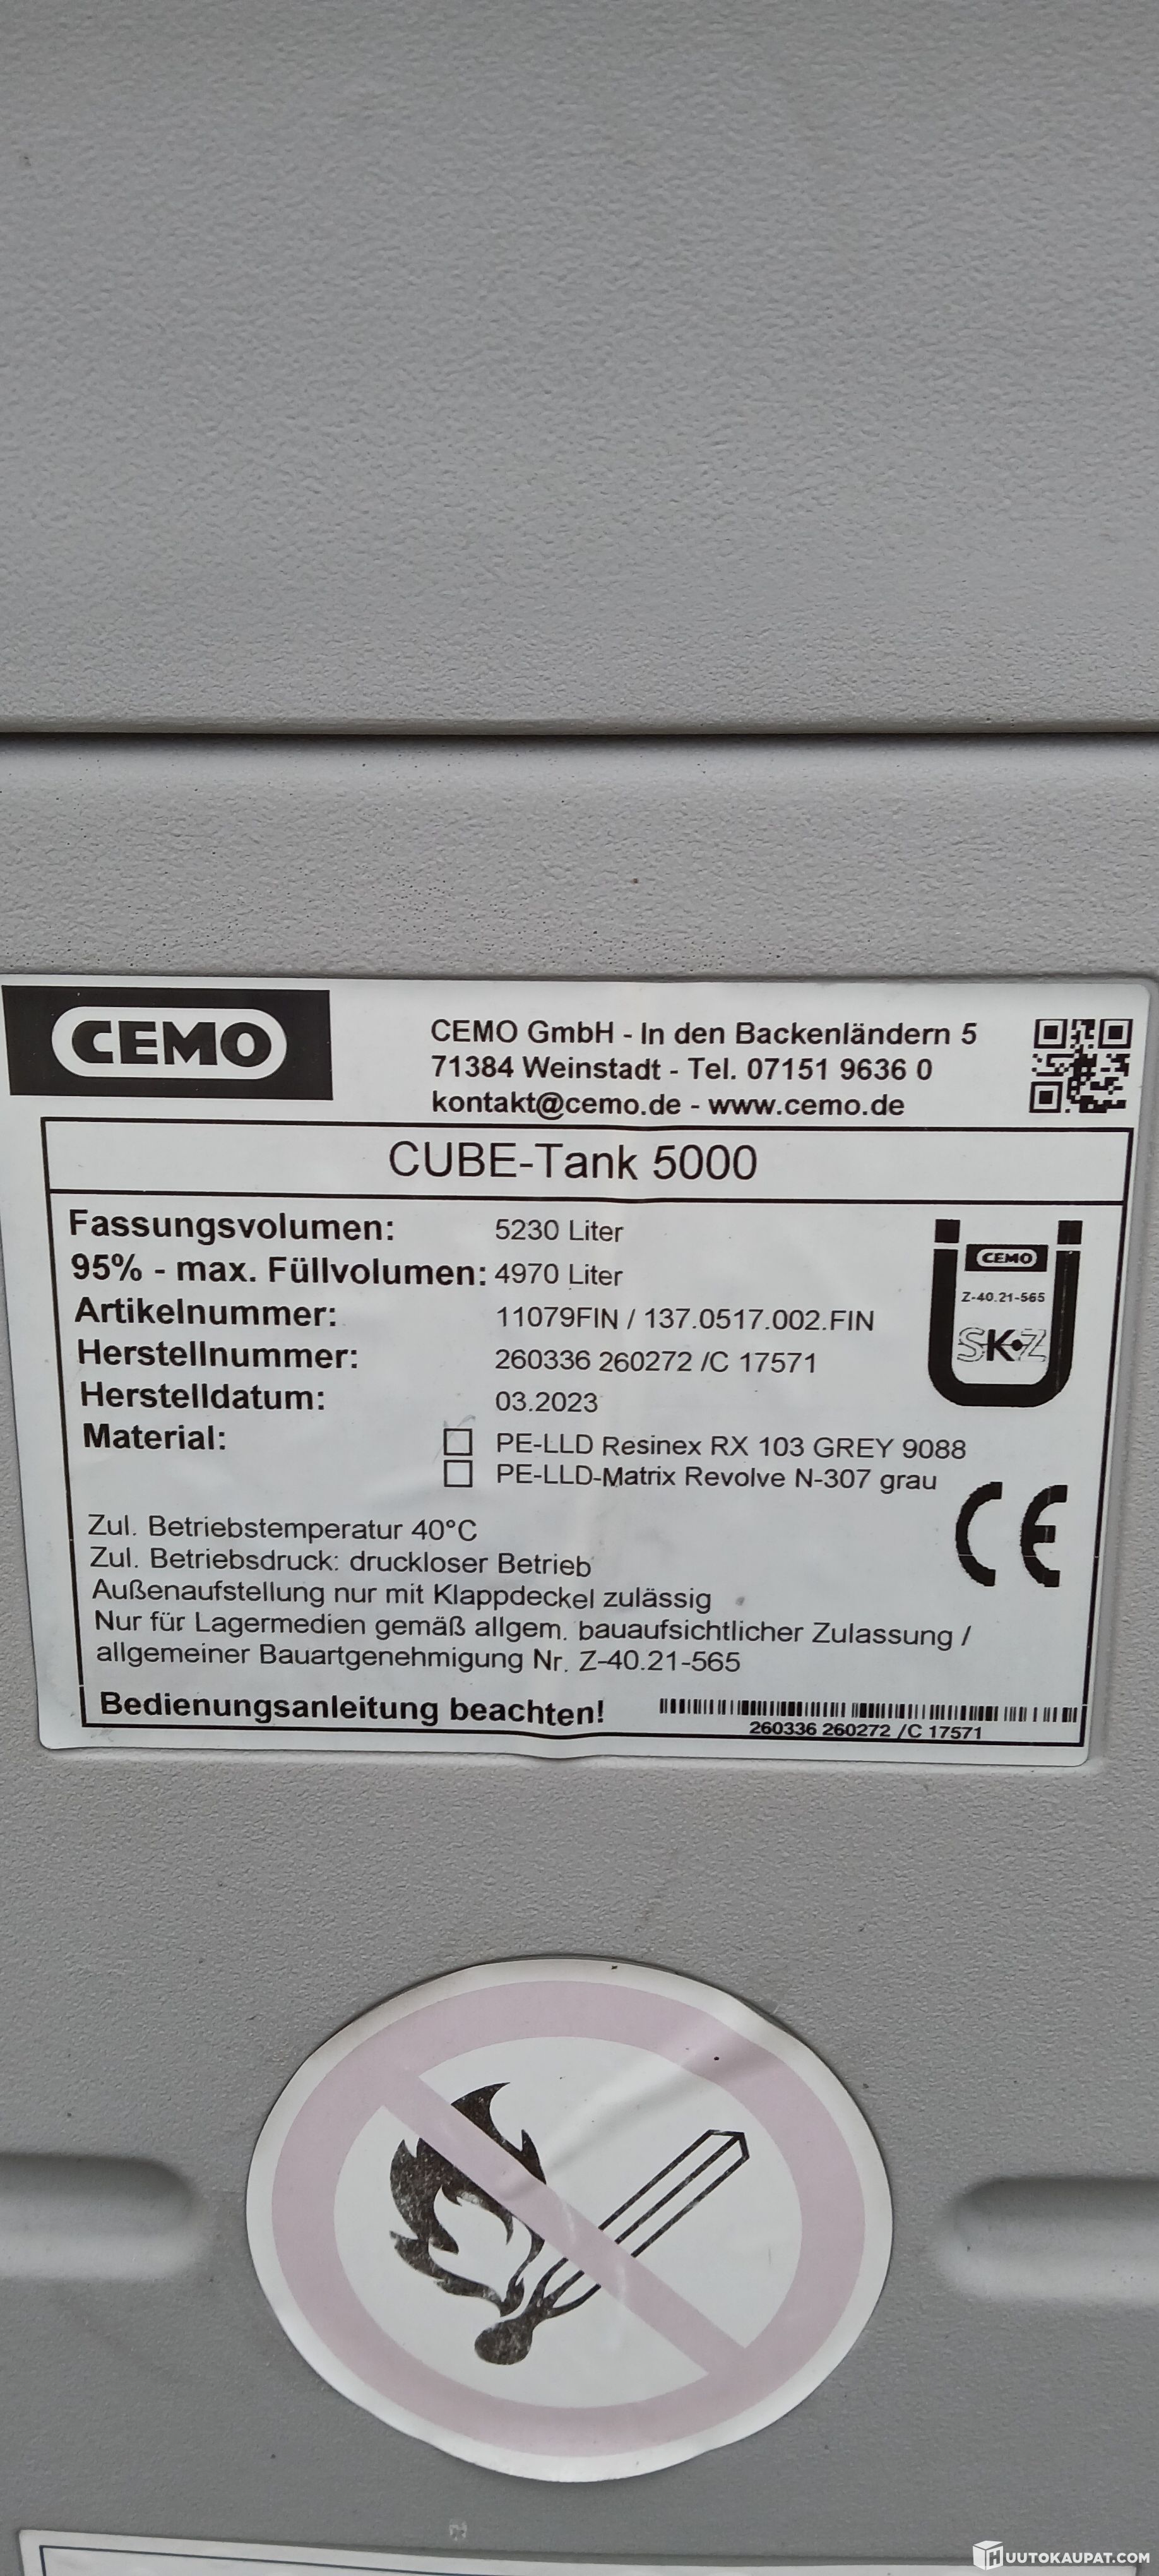 CEMO
CEMO GmbH - In den Backenländern 5
71384 Weinstadt - Tel. 07151 9636 0
kontakt@cemo.de - www.cemo.de
CUBE-Tank 5000
Fassungsvolumen: 5230 Liter
95% - max. Füllvolumen: 4970 Liter
Artikelnummer: 11079FIN / 137.0517.002.FIN
Herstellnummer: 260336 260272 /C 17571
Herstelldatum: 03.2023
Material: PE-LLD Resinex RX 103 GREY 9088
PE-LLD-Matrix Revolve N-307 grau
CEMO
Z-40.21-565
SKZ
CE
Zul. Betriebstemperatur 40°C
Zul. Betriebsdruck: druckloser Betrieb
Außenaufstellung nur mit Klappdeckel zulässig
Nur für Lagermedien gemäß allgem. bauaufsichtlicher Zulassung /
allgemeiner Bauartgenehmigung Nr. Z-40.21-565
Bedienungsanleitung beachten!
260336 260272 /C 17571
HUUTOKAUPAT.COM